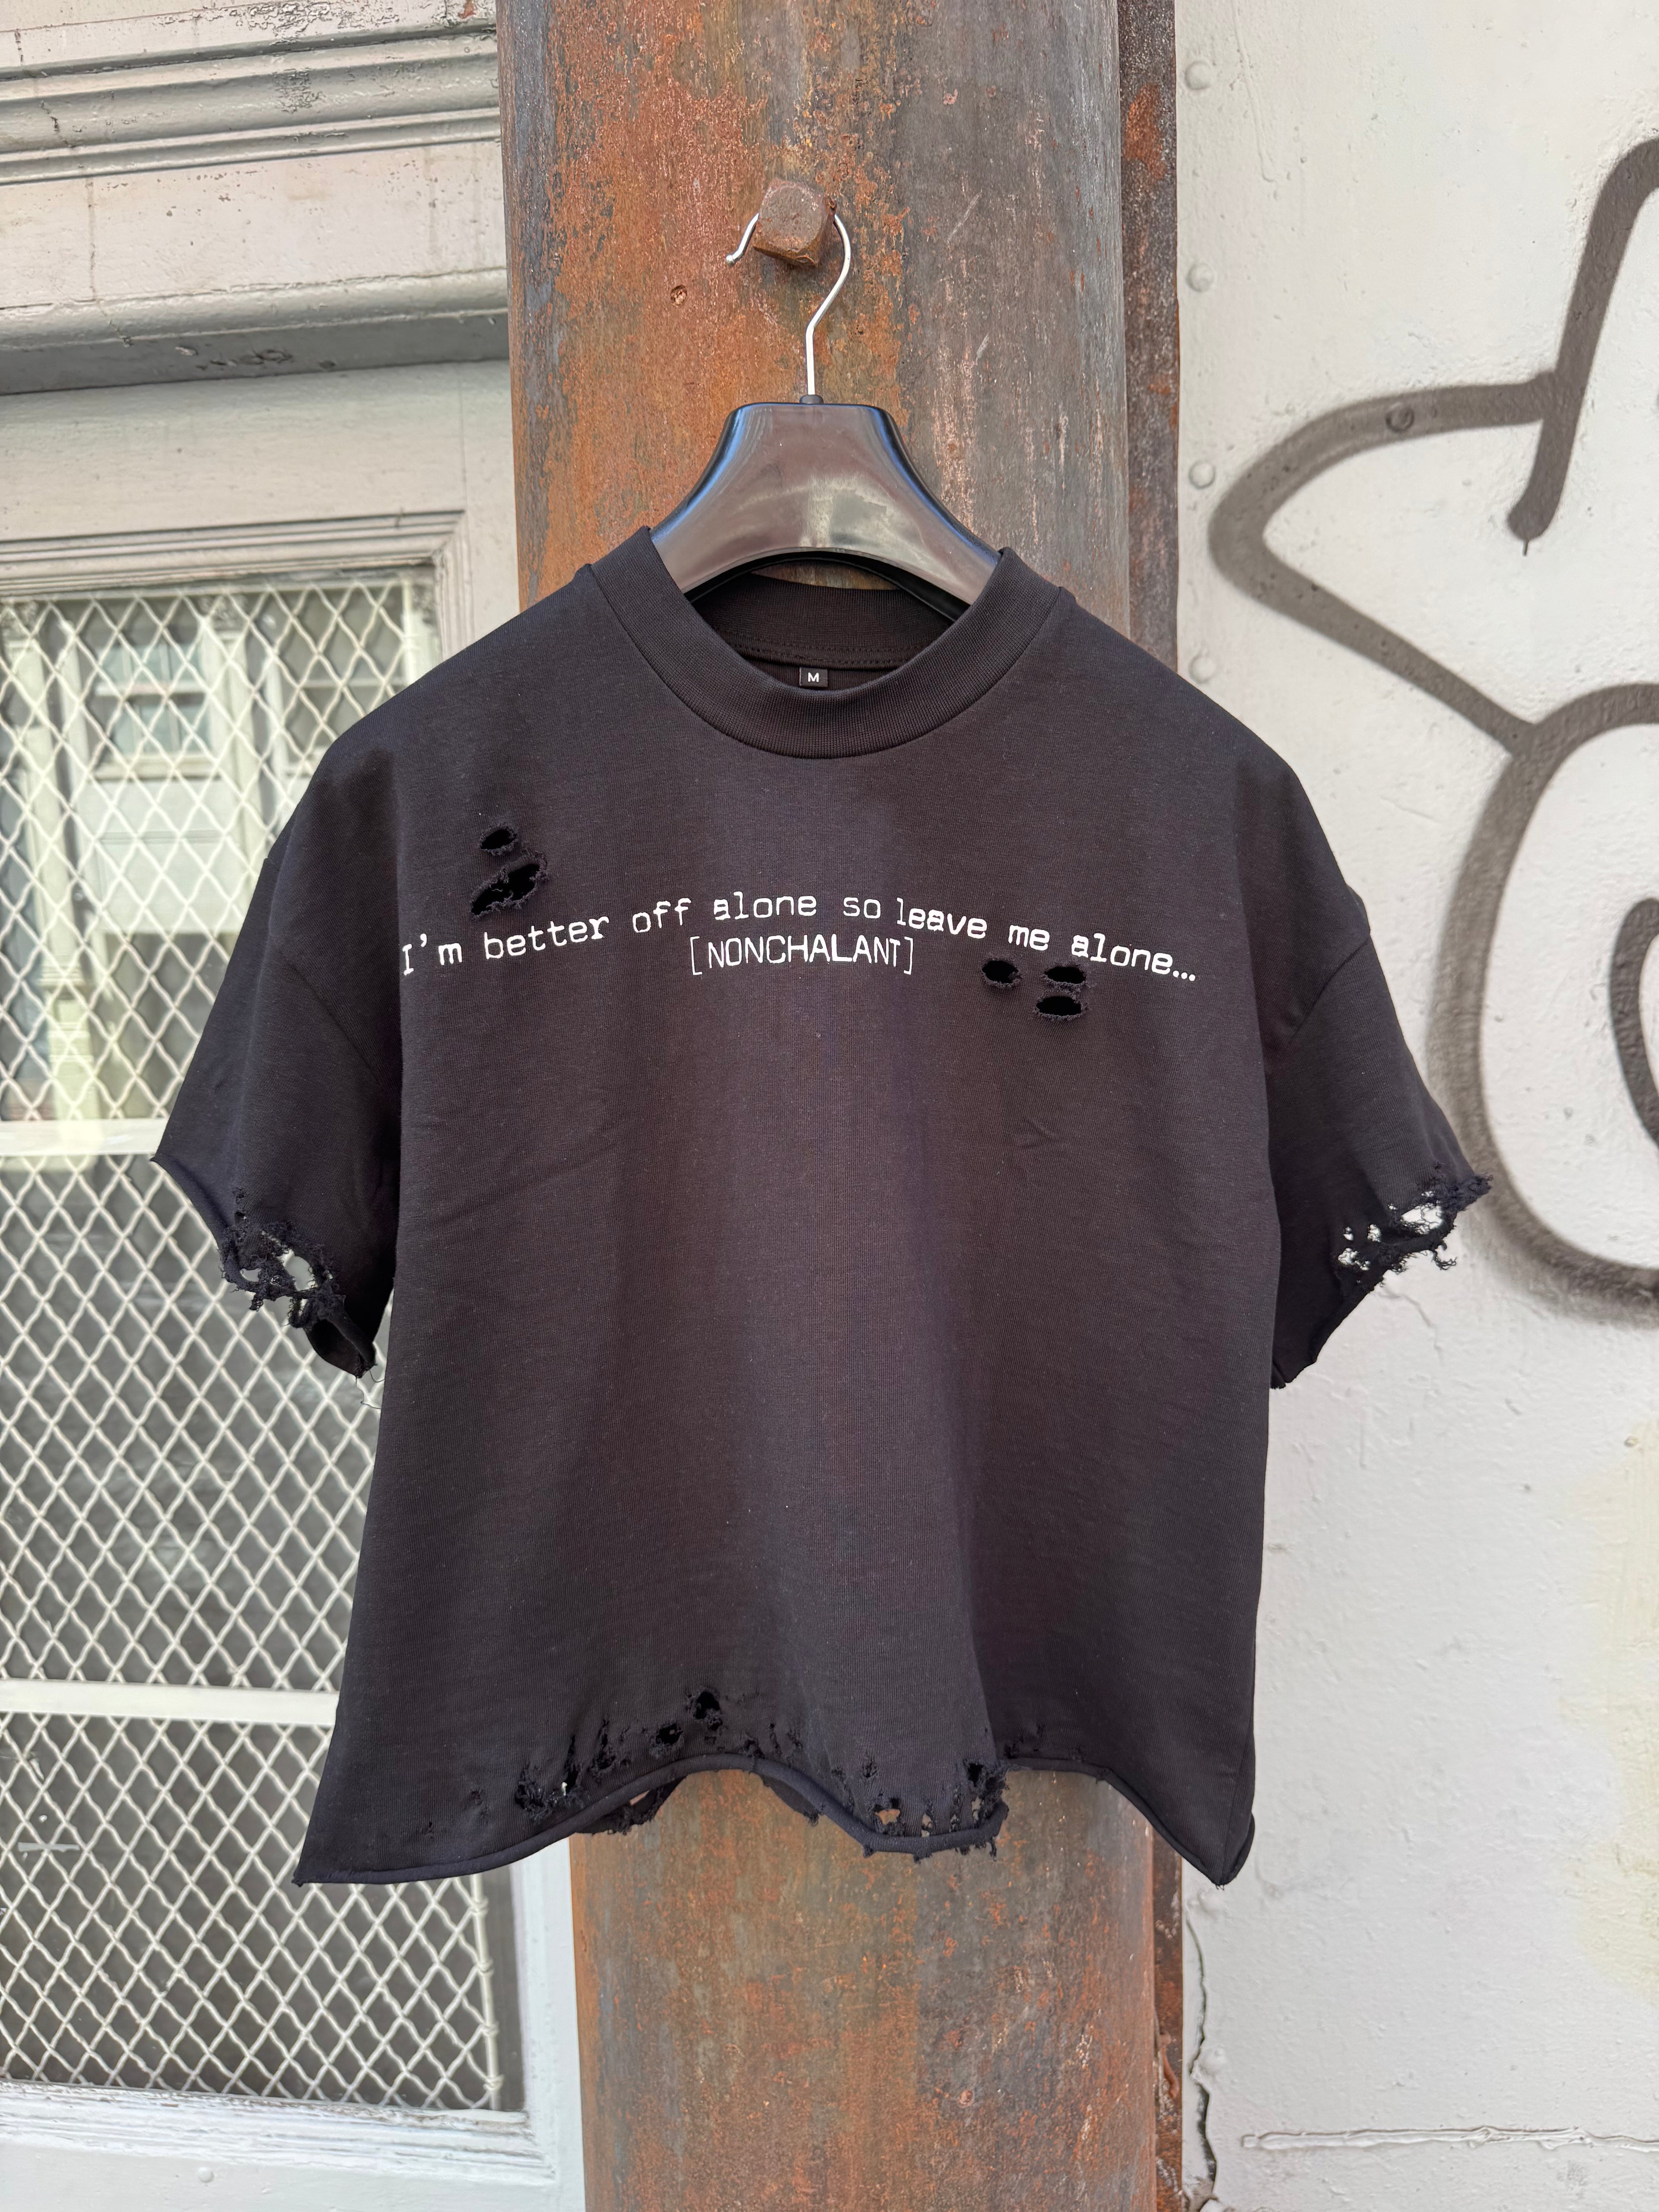 M
I'm better off alone so leave me alone...
[NONCHALANT]